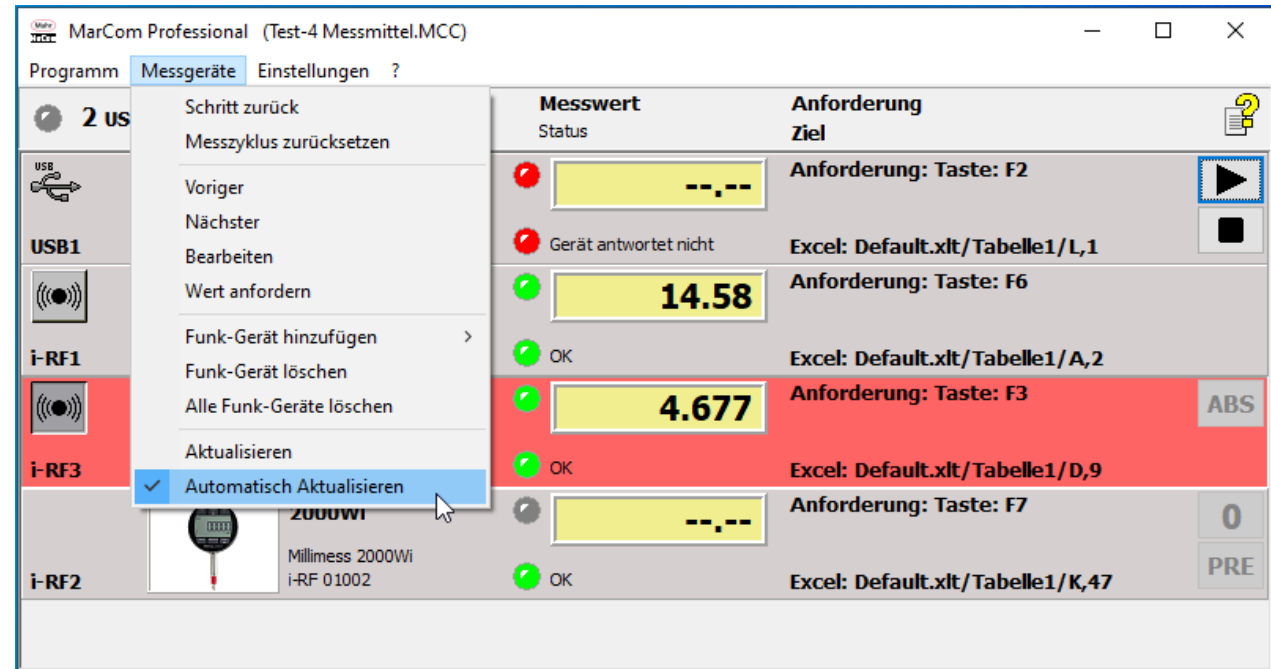 MarCom Professional (Test-4 Messmittel.MCC)
Programm Messgeräte Einstellungen ?
2 US
Messwert
Status
Anforderung
Ziel
Schritt zurück
Messzyklus zurücksetzen
Voriger
Nächster
Bearbeiten
Wert anfordern
Funk-Gerät hinzufügen
Funk-Gerät löschen
Alle Funk-Geräte löschen
Aktualisieren
Automatisch Aktualisieren
USB
USB1
--.--
Gerät antwortet nicht
Anforderung: Taste: F2
Excel: Default.xlt/Tabelle1/L,1
i-RF1
14.58
OK
Anforderung: Taste: F6
Excel: Default.xlt/Tabelle1/A,2
i-RF3
4.677
OK
Anforderung: Taste: F3
Excel: Default.xlt/Tabelle1/D,9
ABS
i-RF2
2000Wi
Millimess 2000Wi
i-RF 01002
--.--
OK
Anforderung: Taste: F7
Excel: Default.xlt/Tabelle1/K,47
0
PRE